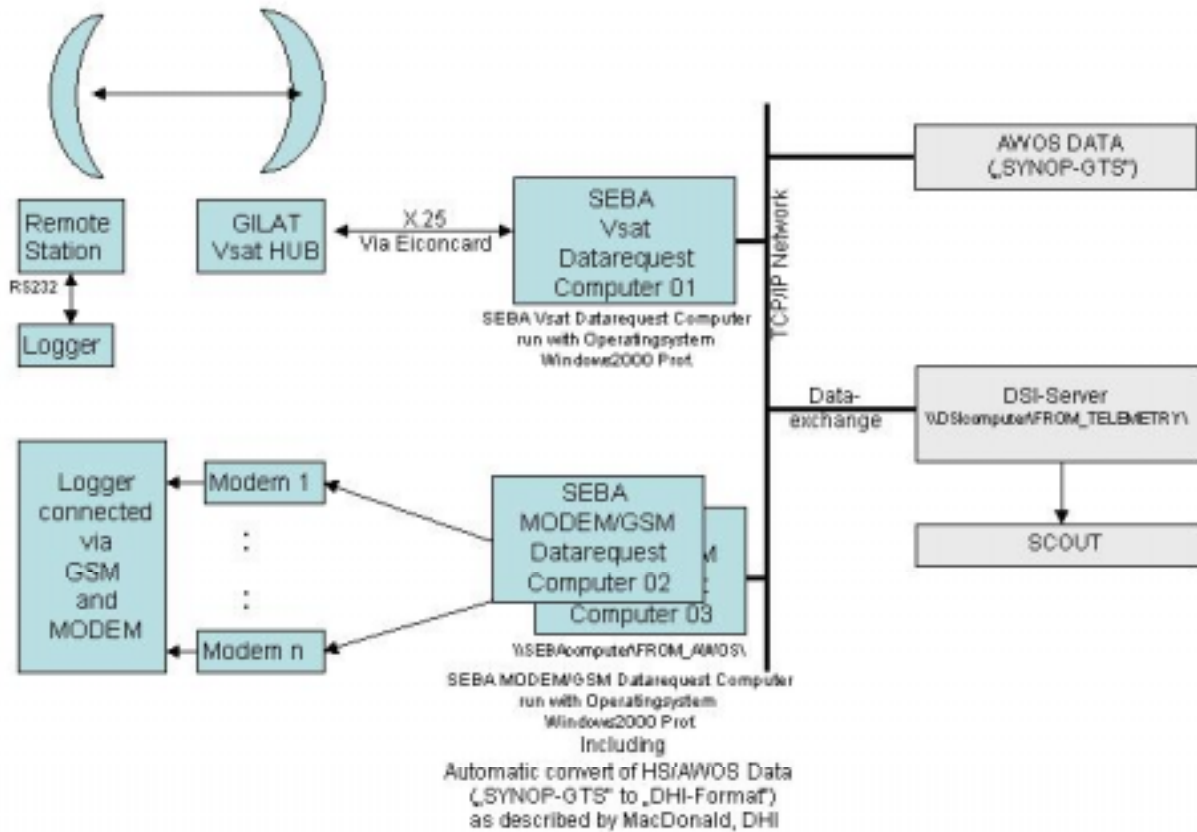 Remote
Station
RS232
Logger
GILAT
Vsat HUB
X.25
Via Eiconcard
SEBA
Vsat
Datarequest
Computer 01
SEBA Vsat Datarequest Computer
run with Operatingsystem
Windows2000 Prof.
TCP/IP Network
AWOS DATA
(„SYNOP-GTS“)
Data-
exchange
DSI-Server
\\DSIcomputer\FROM_TELEMETRY\
SCOUT
Logger
connected
via
GSM
and
MODEM
Modem 1
:
:
Modem n
SEBA
MODEM/GSM
Datarequest
Computer 02
Computer 03
\\SEBAcomputer\FROM_AWOS\
SEBA MODEM/GSM Datarequest Computer
run with Operatingsystem
Windows2000 Prof.
Including
Automatic convert of HS/AWOS Data
(„SYNOP-GTS“ to „DHI-Format“)
as described by MacDonald, DHI